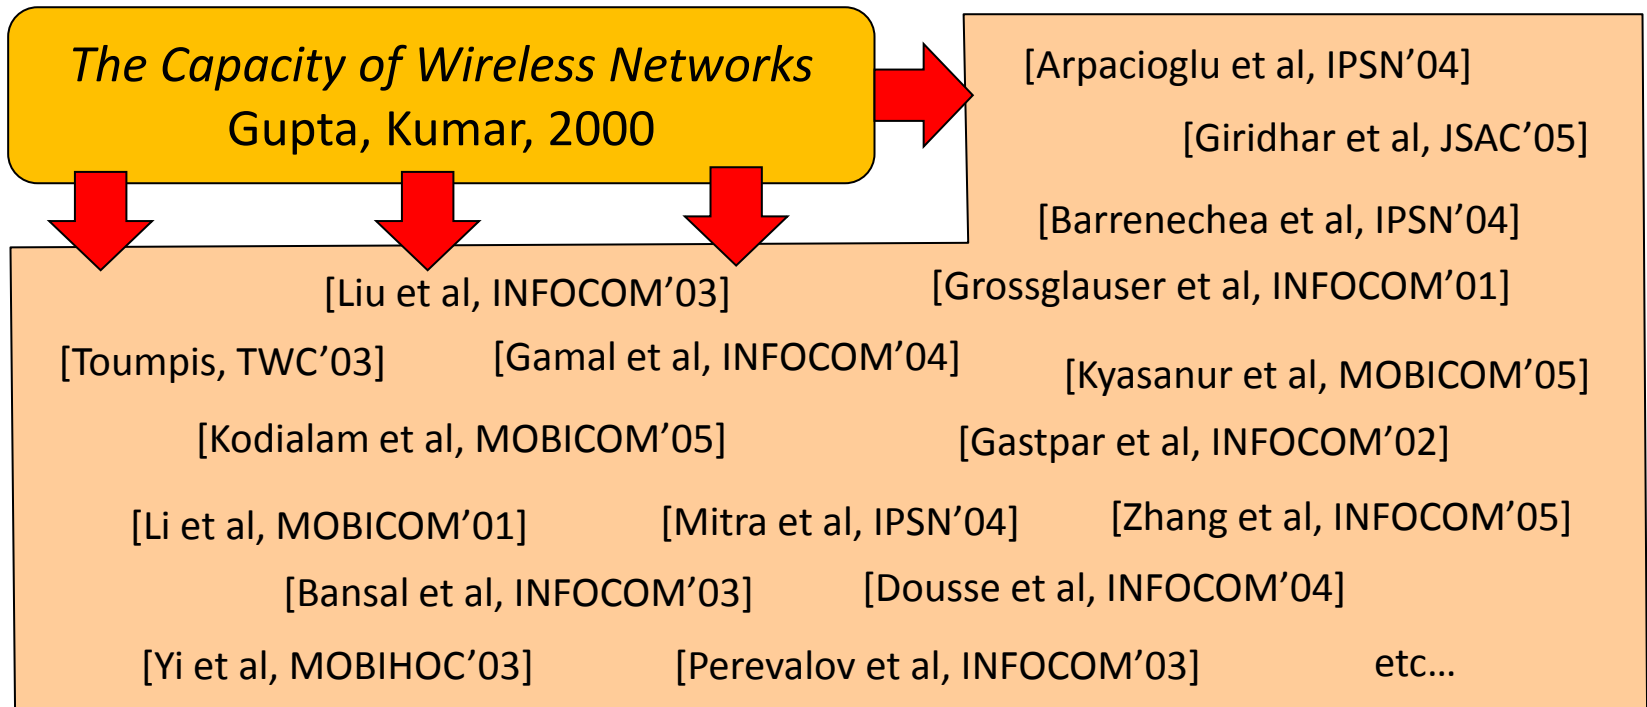 The Capacity of Wireless Networks
Gupta, Kumar, 2000
[Arpacioglu et al, IPSN’04]
[Giridhar et al, JSAC’05]
[Barrenechea et al, IPSN’04]
[Liu et al, INFOCOM’03]
[Grossglauser et al, INFOCOM’01]
[Toumpis, TWC’03]
[Gamal et al, INFOCOM’04]
[Kyasanur et al, MOBICOM’05]
[Kodialam et al, MOBICOM’05]
[Gastpar et al, INFOCOM’02]
[Li et al, MOBICOM’01]
[Mitra et al, IPSN’04]
[Zhang et al, INFOCOM’05]
[Bansal et al, INFOCOM’03]
[Dousse et al, INFOCOM’04]
[Yi et al, MOBIHOC’03]
[Perevalov et al, INFOCOM’03]
etc…